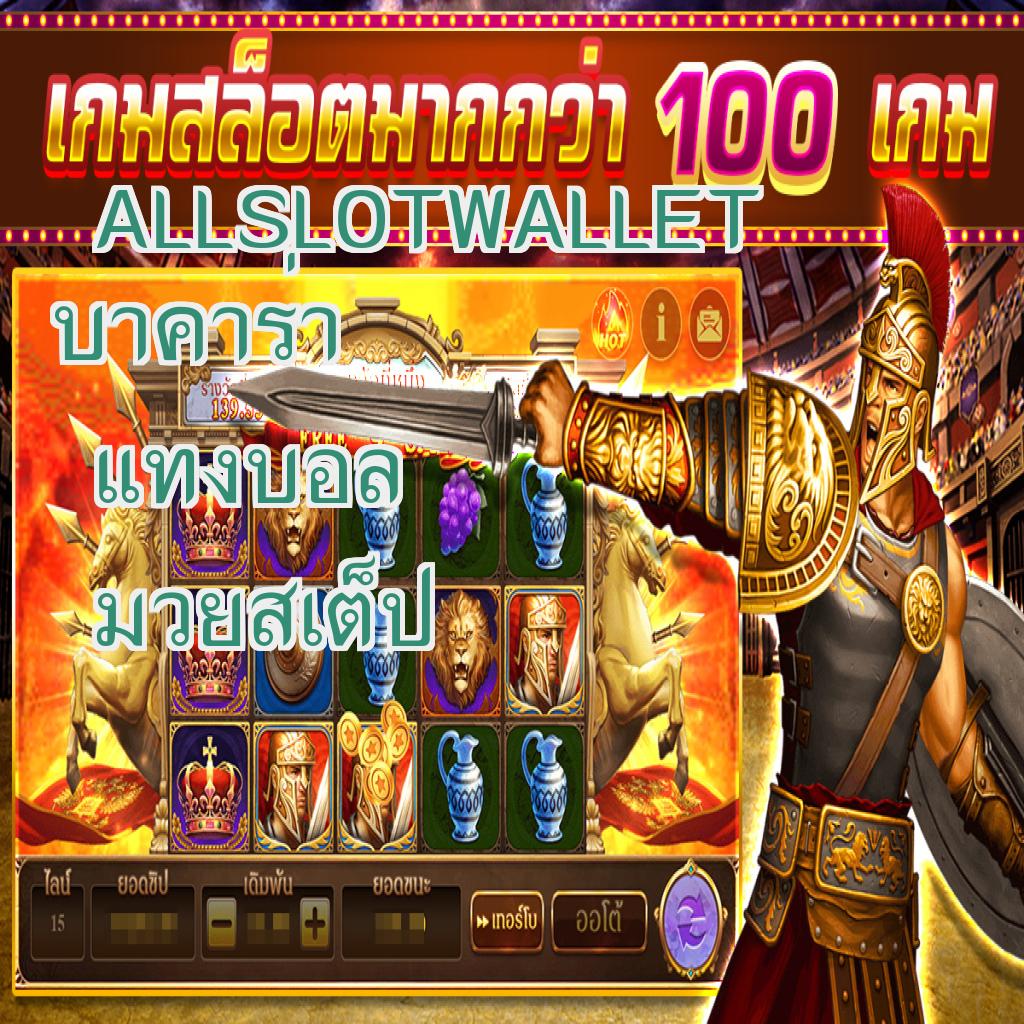 เกมสล็อตมากกว่า 100 เกม
ALLSLOTWALLET
บาคาร่า
HOT
i
139.
FREE
แทงบอล
มวยสเต็ป
ไลน์ ยอดชิป เดิมพัน ยอดชนะ
15 เทอร์โบ ออโต้